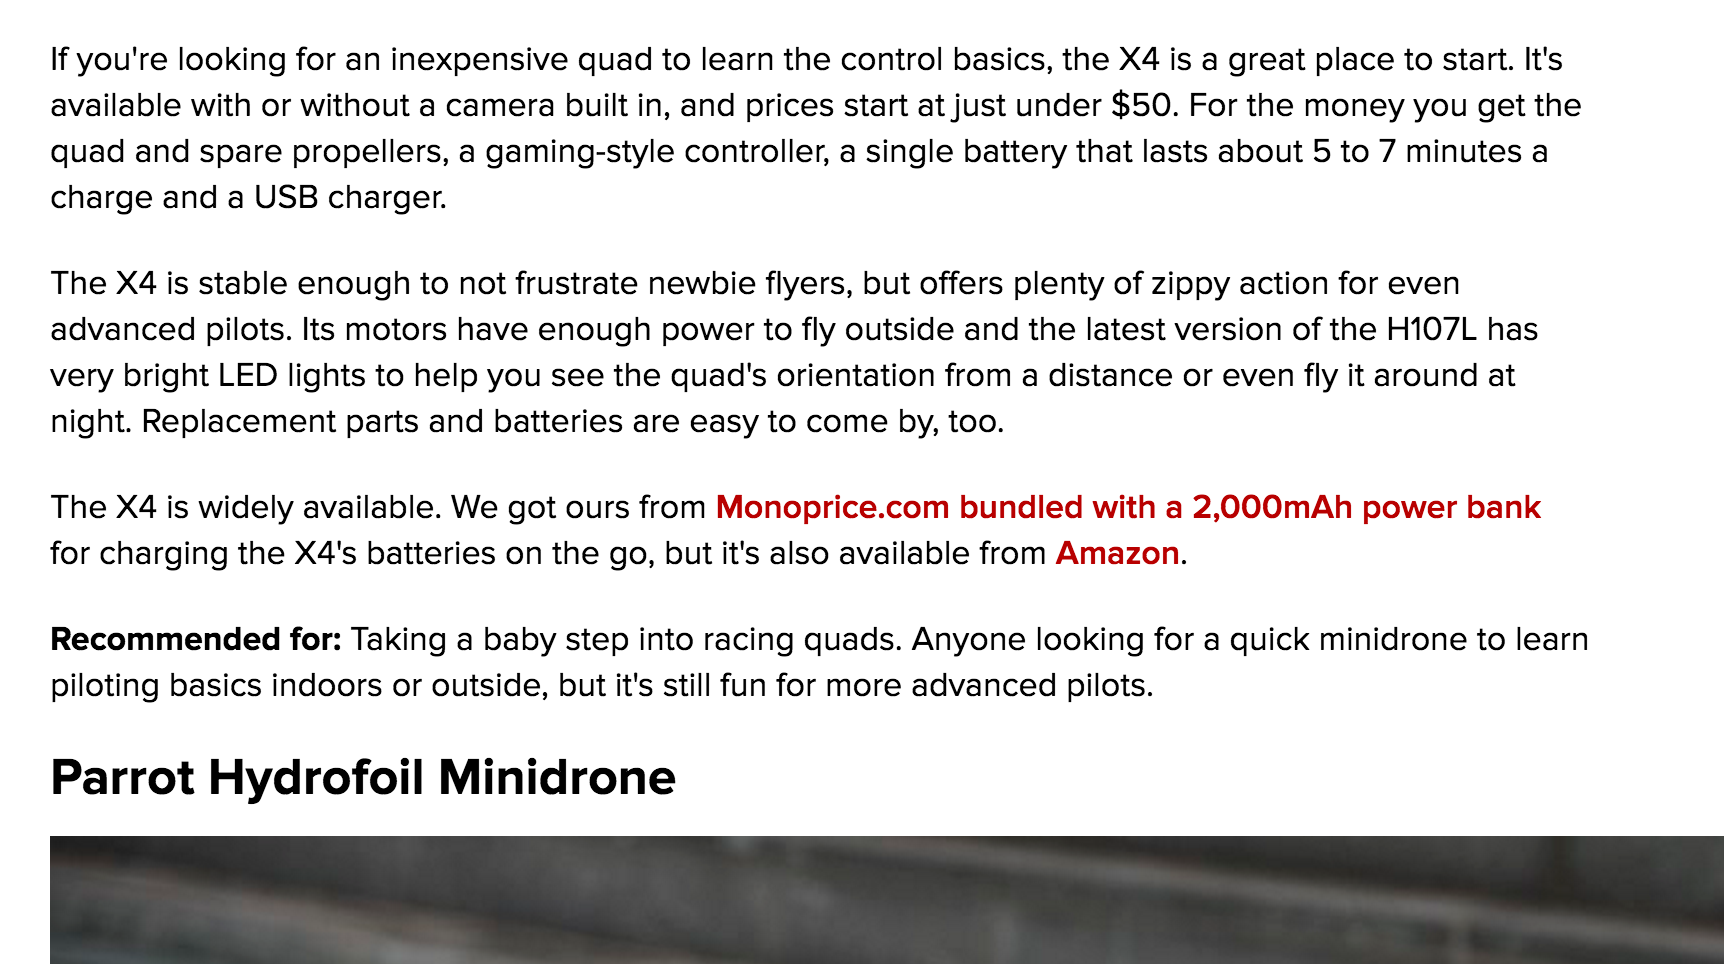 If you're looking for an inexpensive quad to learn the control basics, the X4 is a great place to start. It's
available with or without a camera built in, and prices start at just under $50. For the money you get the
quad and spare propellers, a gaming-style controller, a single battery that lasts about 5 to 7 minutes a
charge and a USB charger.
The X4 is stable enough to not frustrate newbie flyers, but offers plenty of zippy action for even
advanced pilots. Its motors have enough power to fly outside and the latest version of the H107L has
very bright LED lights to help you see the quad's orientation from a distance or even fly it around at
night. Replacement parts and batteries are easy to come by, too.
The X4 is widely available. We got ours from Monoprice.com bundled with a 2,000mAh power bank
for charging the X4's batteries on the go, but it's also available from Amazon.
Recommended for: Taking a baby step into racing quads. Anyone looking for a quick minidrone to learn
piloting basics indoors or outside, but it's still fun for more advanced pilots.
Parrot Hydrofoil Minidrone